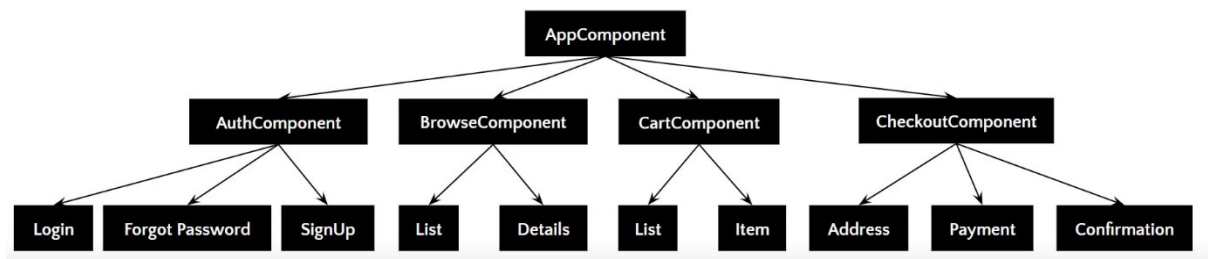 AppComponent
AuthComponent
BrowseComponent
CartComponent
CheckoutComponent
Login
Forgot Password
SignUp
List
Details
List
Item
Address
Payment
Confirmation